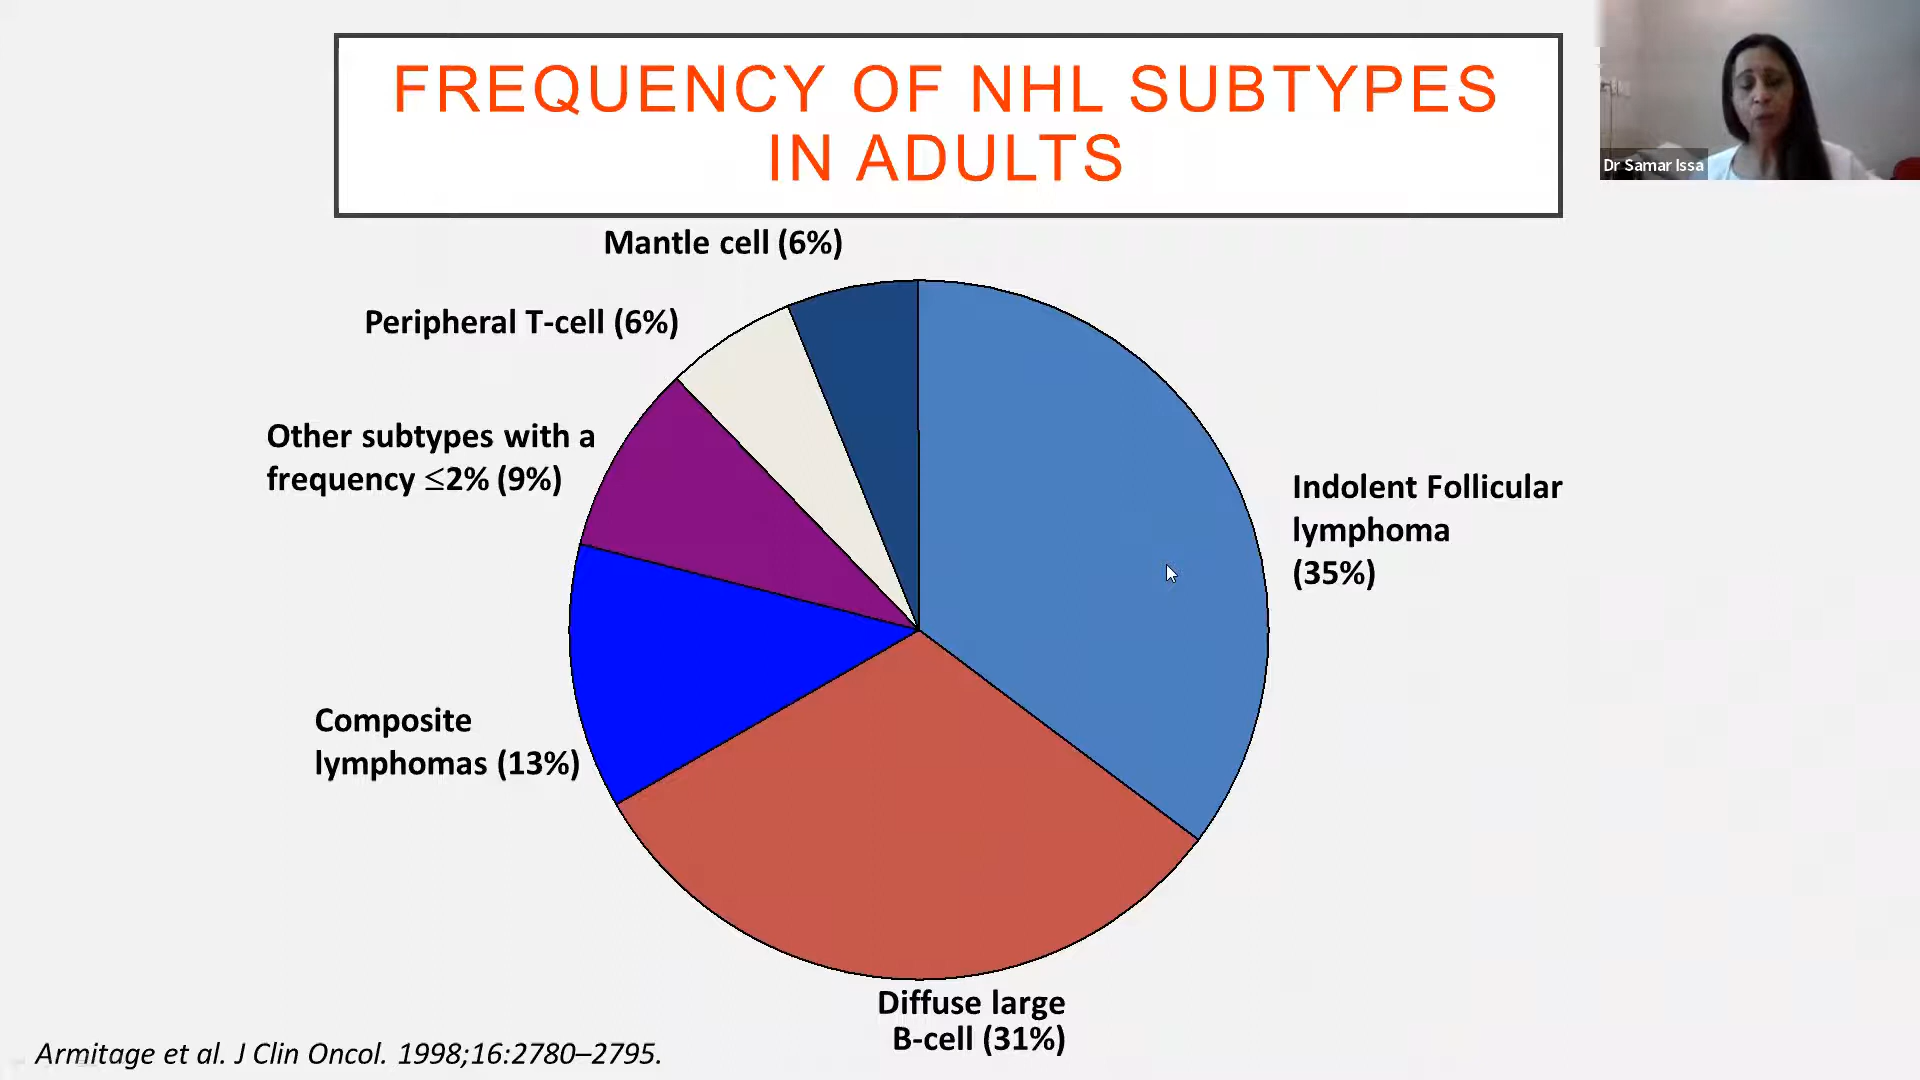 FREQUENCY OF NHL SUBTYPES
IN ADULTS
Dr Samar Issa
Mantle cell (6%)
Peripheral T-cell (6%)
Other subtypes with a
frequency ≤2% (9%)
Indolent Follicular
lymphoma
(35%)
Composite
lymphomas (13%)
Diffuse large
B-cell (31%)
Armitage et al. J Clin Oncol. 1998;16:2780–2795.